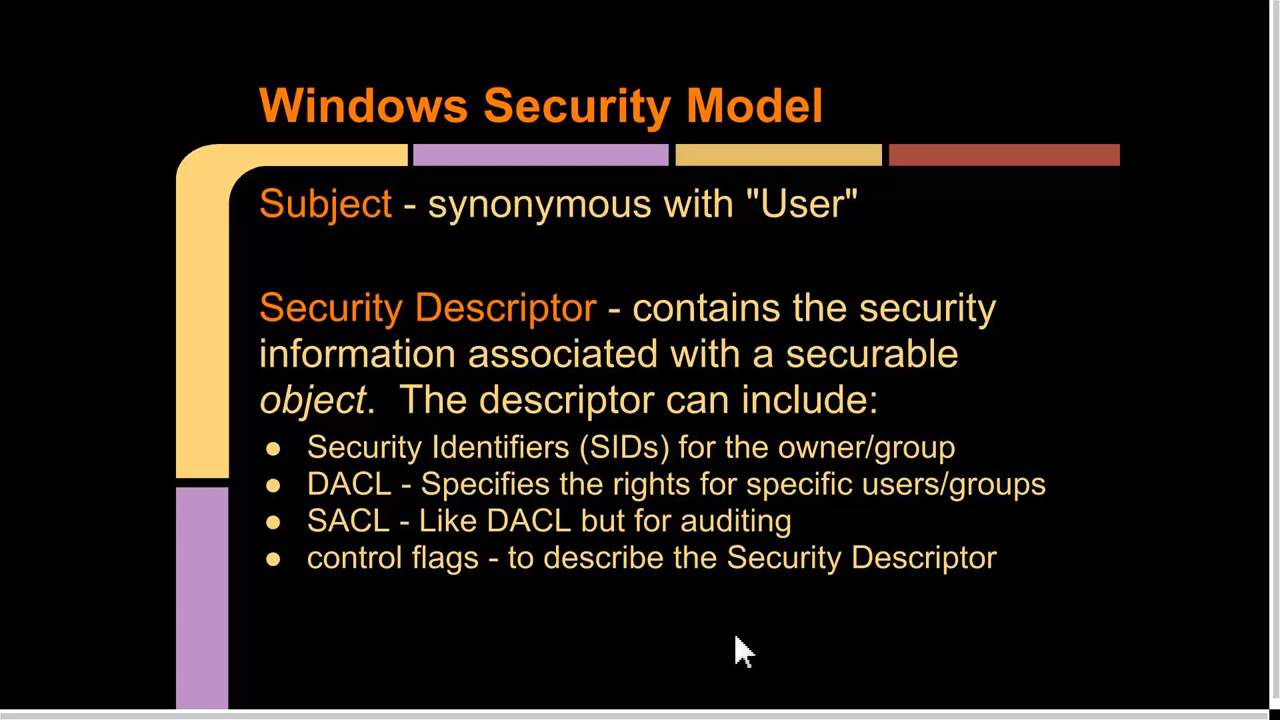 Windows Security Model
Subject - synonymous with "User"
Security Descriptor - contains the security
information associated with a securable
object.  The descriptor can include:
● Security Identifiers (SIDs) for the owner/group
● DACL - Specifies the rights for specific users/groups
● SACL - Like DACL but for auditing
● control flags - to describe the Security Descriptor